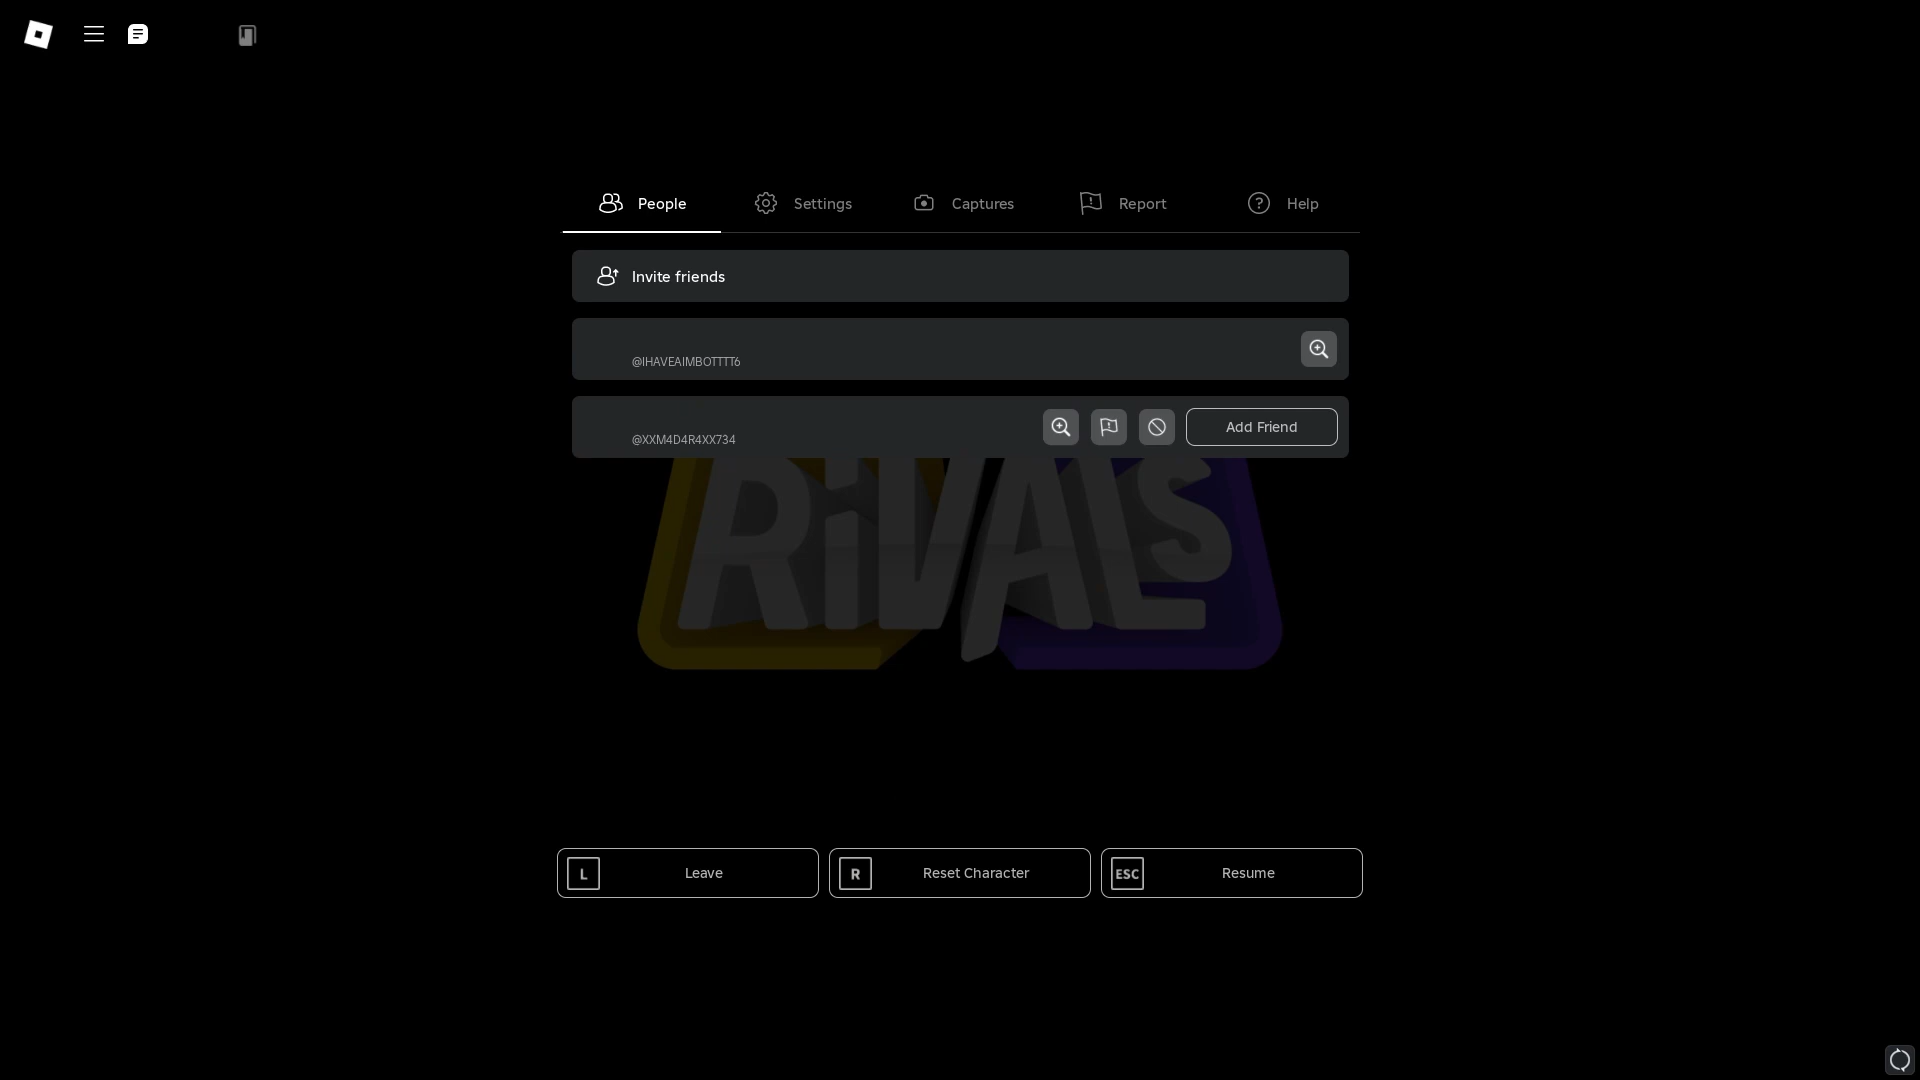 People
Settings
Captures
Report
Help
Invite friends
@IHAVEAIMBOTTTT6
@XXM4D4R4XX734
Add Friend
RiVALS
L
Leave
R
Reset Character
ESC
Resume